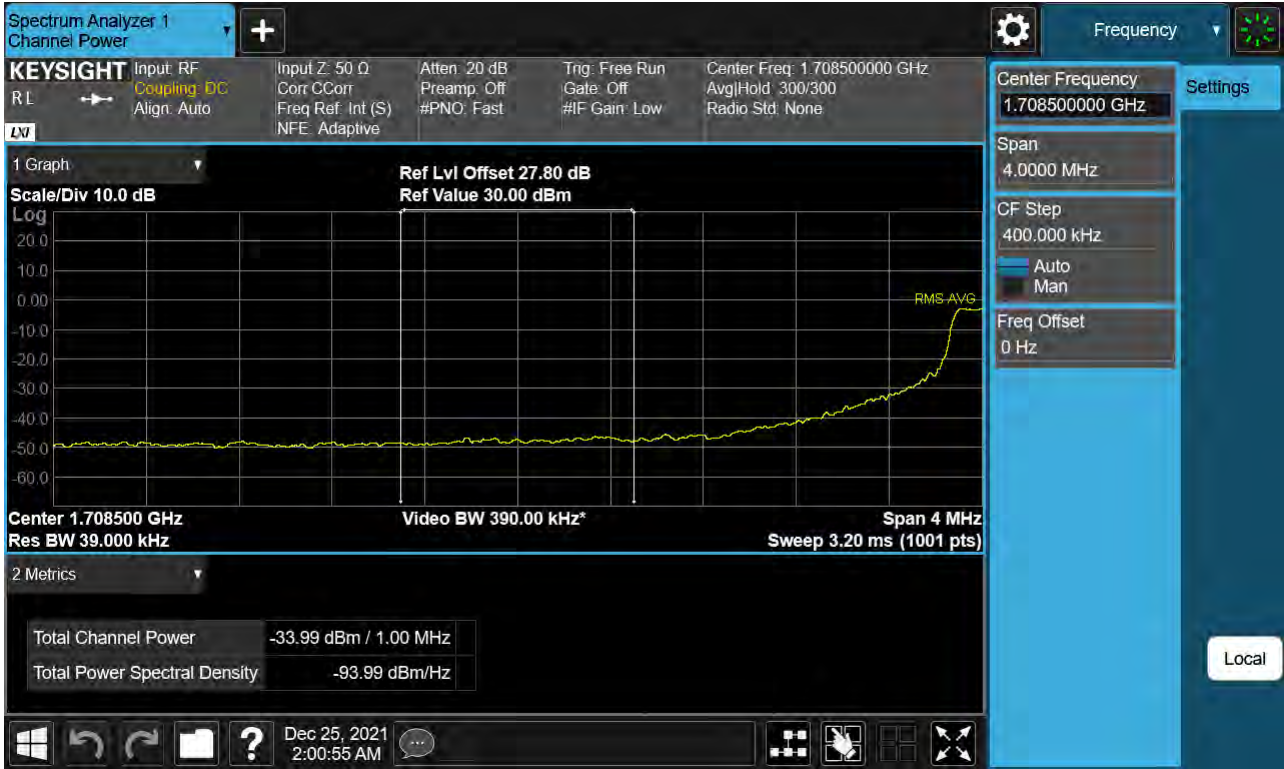 Spectrum Analyzer 1
Channel Power
Frequency
KEYSIGHT
RL
LXI
Input: RF
Coupling: DC
Align: Auto
Input Z: 50 Ω
Corr CCorr
Freq Ref: Int (S)
NFE: Adaptive
Atten: 20 dB
Preamp: Off
#PNO: Fast
Trig: Free Run
Gate: Off
#IF Gain: Low
Center Freq: 1.708500000 GHz
Avg|Hold: 300/300
Radio Std: None
Center Frequency
1.708500000 GHz
Settings
Span
4.0000 MHz
CF Step
400.000 kHz
Auto
Man
Freq Offset
0 Hz
1 Graph
Ref Lvl Offset 27.80 dB
Scale/Div 10.0 dB
Ref Value 30.00 dBm
Log
20.0
10.0
0.00
RMS AVG
-10.0
-20.0
-30.0
-40.0
-50.0
-60.0
Center 1.708500 GHz
Video BW 390.00 kHz*
Span 4 MHz
Res BW 39.000 kHz
Sweep 3.20 ms (1001 pts)
2 Metrics
Total Channel Power -33.99 dBm / 1.00 MHz
Total Power Spectral Density -93.99 dBm/Hz
Local
?
Dec 25, 2021
2:00:55 AM